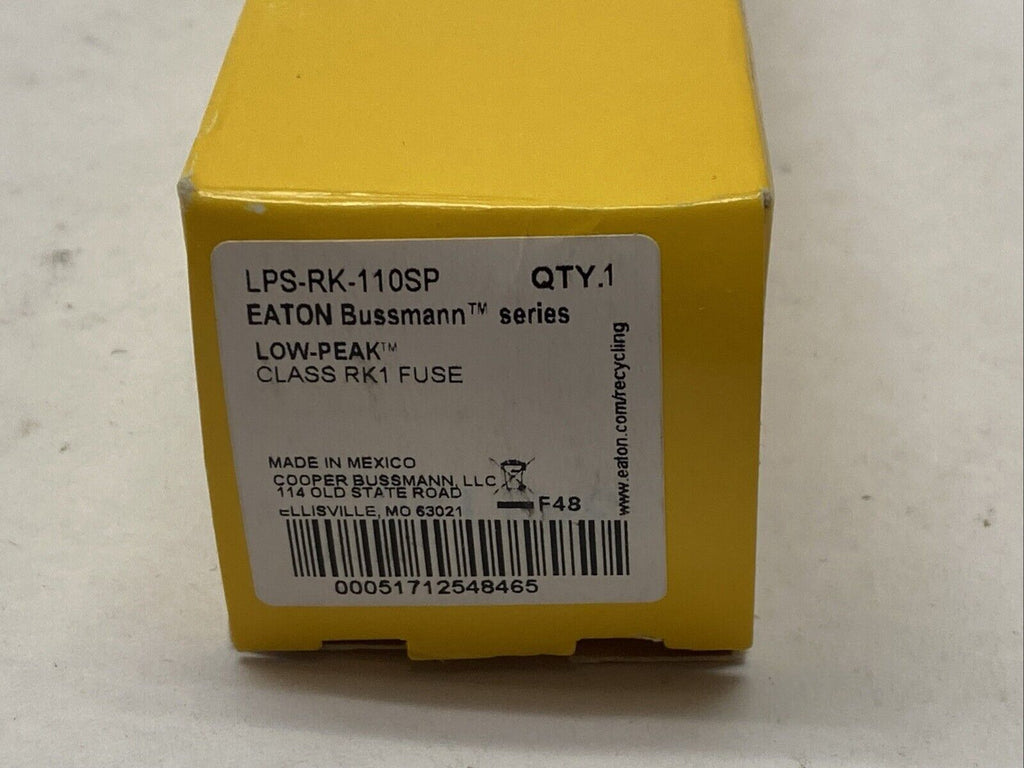 LPS-RK-110SP QTY.1
EATON Bussmann™ series
LOW-PEAK™
CLASS RK1 FUSE
www.eaton.com/recycling
MADE IN MEXICO
COOPER BUSSMANN, LLC
114 OLD STATE ROAD
ELLISVILLE, MO 63021
F48
00051712548465